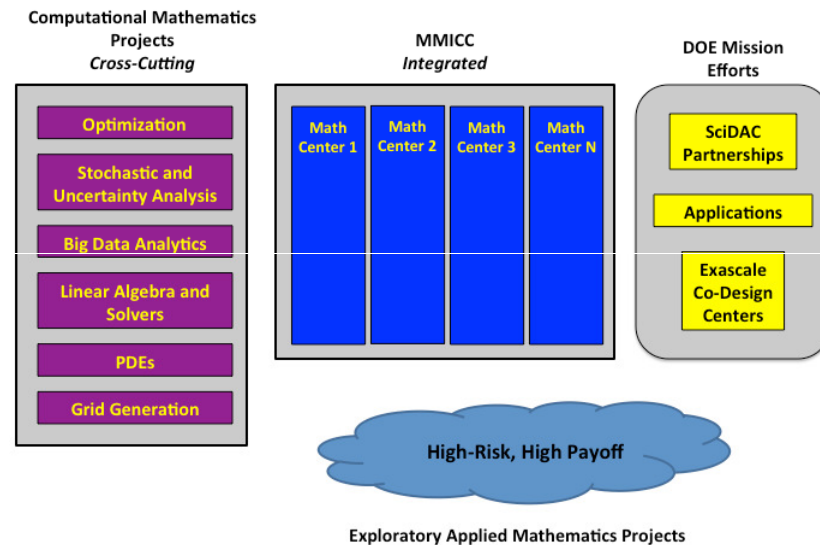 Computational Mathematics
Projects
Cross-Cutting
Optimization
Stochastic and
Uncertainty Analysis
Big Data Analytics
Linear Algebra and
Solvers
PDEs
Grid Generation
MMICC
Integrated
Math
Center 1
Math
Center 2
Math
Center 3
Math
Center N
DOE Mission
Efforts
SciDAC
Partnerships
Applications
Exascale
Co-Design
Centers
High-Risk, High Payoff
Exploratory Applied Mathematics Projects